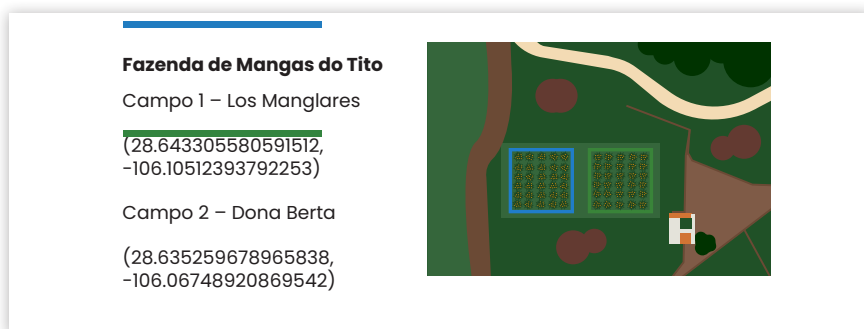 Fazenda de Mangas do Tito
Campo 1 – Los Manglares
(28.643305580591512,
-106.10512393792253)
Campo 2 – Dona Berta
(28.635259678965838,
-106.06748920869542)